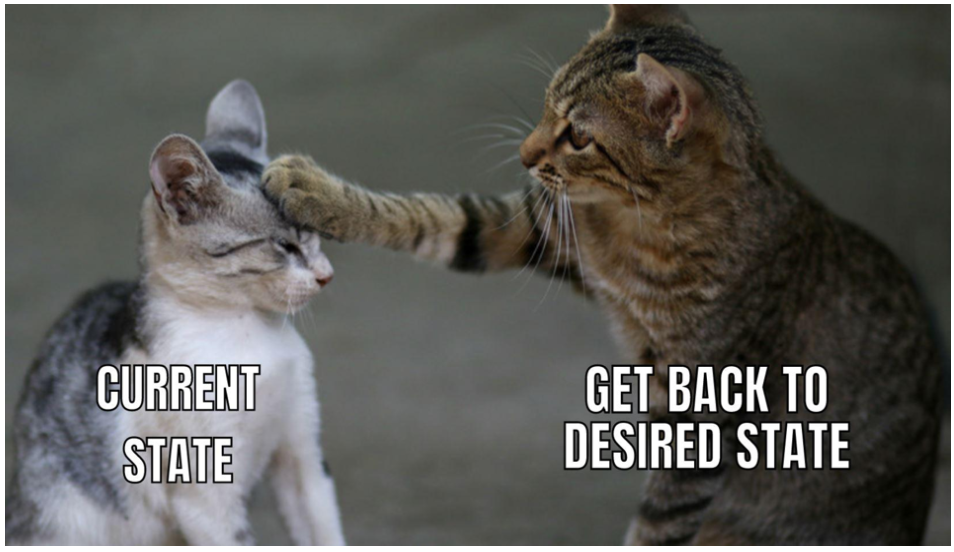 CURRENT
STATE
GET BACK TO
DESIRED STATE